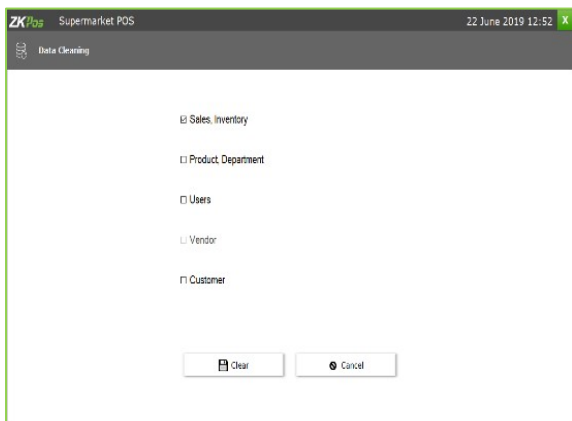 ZKPos Supermarket POS 22 June 2019 12:52 X
Data Cleaning
Sales, Inventory
Product, Department
Users
Vendor
Customer
Clear Cancel